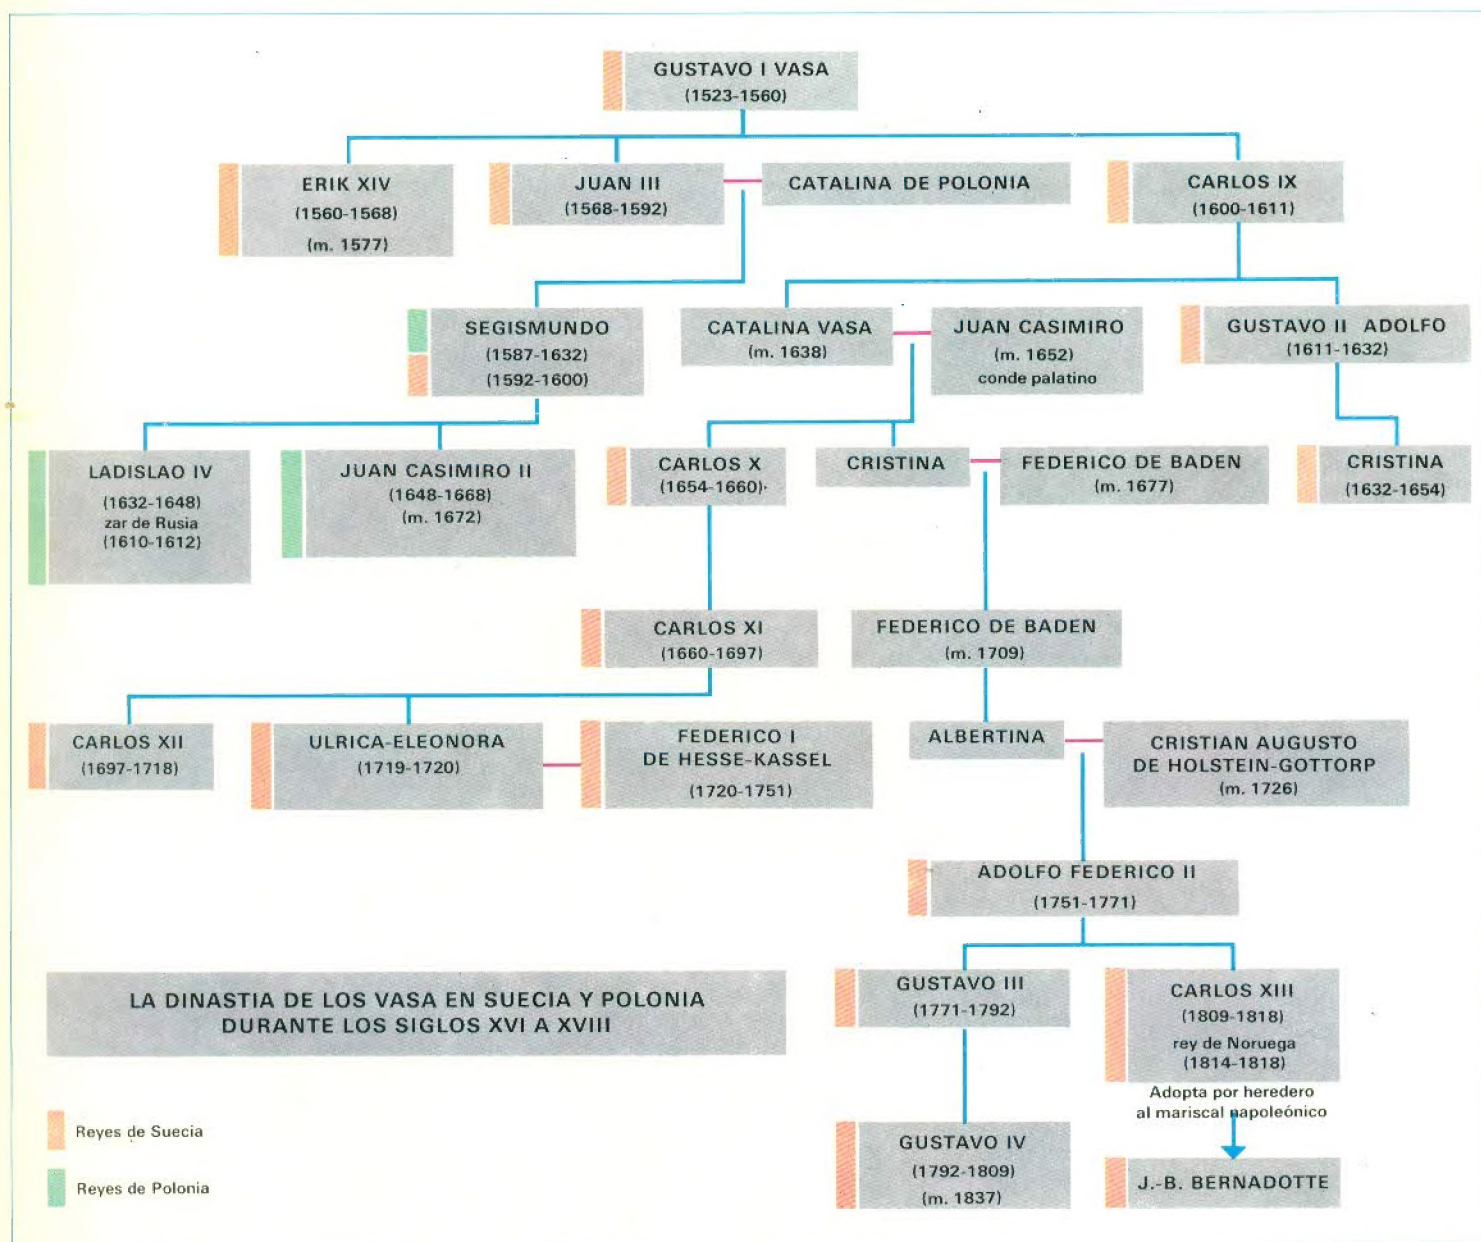 GUSTAVO I VASA
(1523-1560)
ERIK XIV
(1560-1568)
(m. 1577)
JUAN III
(1568-1592)
CATALINA DE POLONIA
CARLOS IX
(1600-1611)
SEGISMUNDO
(1587-1632)
(1592-1600)
CATALINA VASA
(m. 1638)
JUAN CASIMIRO
(m. 1652)
conde palatino
GUSTAVO II ADOLFO
(1611-1632)
LADISLAO IV
(1632-1648)
zar de Rusia
(1610-1612)
JUAN CASIMIRO II
(1648-1668)
(m. 1672)
CARLOS X
(1654-1660)
CRISTINA
FEDERICO DE BADEN
(m. 1677)
CRISTINA
(1632-1654)
CARLOS XI
(1660-1697)
FEDERICO DE BADEN
(m. 1709)
CARLOS XII
(1697-1718)
ULRICA-ELEONORA
(1719-1720)
FEDERICO I
DE HESSE-KASSEL
(1720-1751)
ALBERTINA
CRISTIAN AUGUSTO
DE HOLSTEIN-GOTTORP
(m. 1726)
ADOLFO FEDERICO II
(1751-1771)
GUSTAVO III
(1771-1792)
CARLOS XIII
(1809-1818)
rey de Noruega
(1814-1818)
Adopta por heredero
al mariscal napoleónico
GUSTAVO IV
(1792-1809)
(m. 1837)
J.-B. BERNADOTTE
LA DINASTIA DE LOS VASA EN SUECIA Y POLONIA
DURANTE LOS SIGLOS XVI A XVIII
Reyes de Suecia
Reyes de Polonia